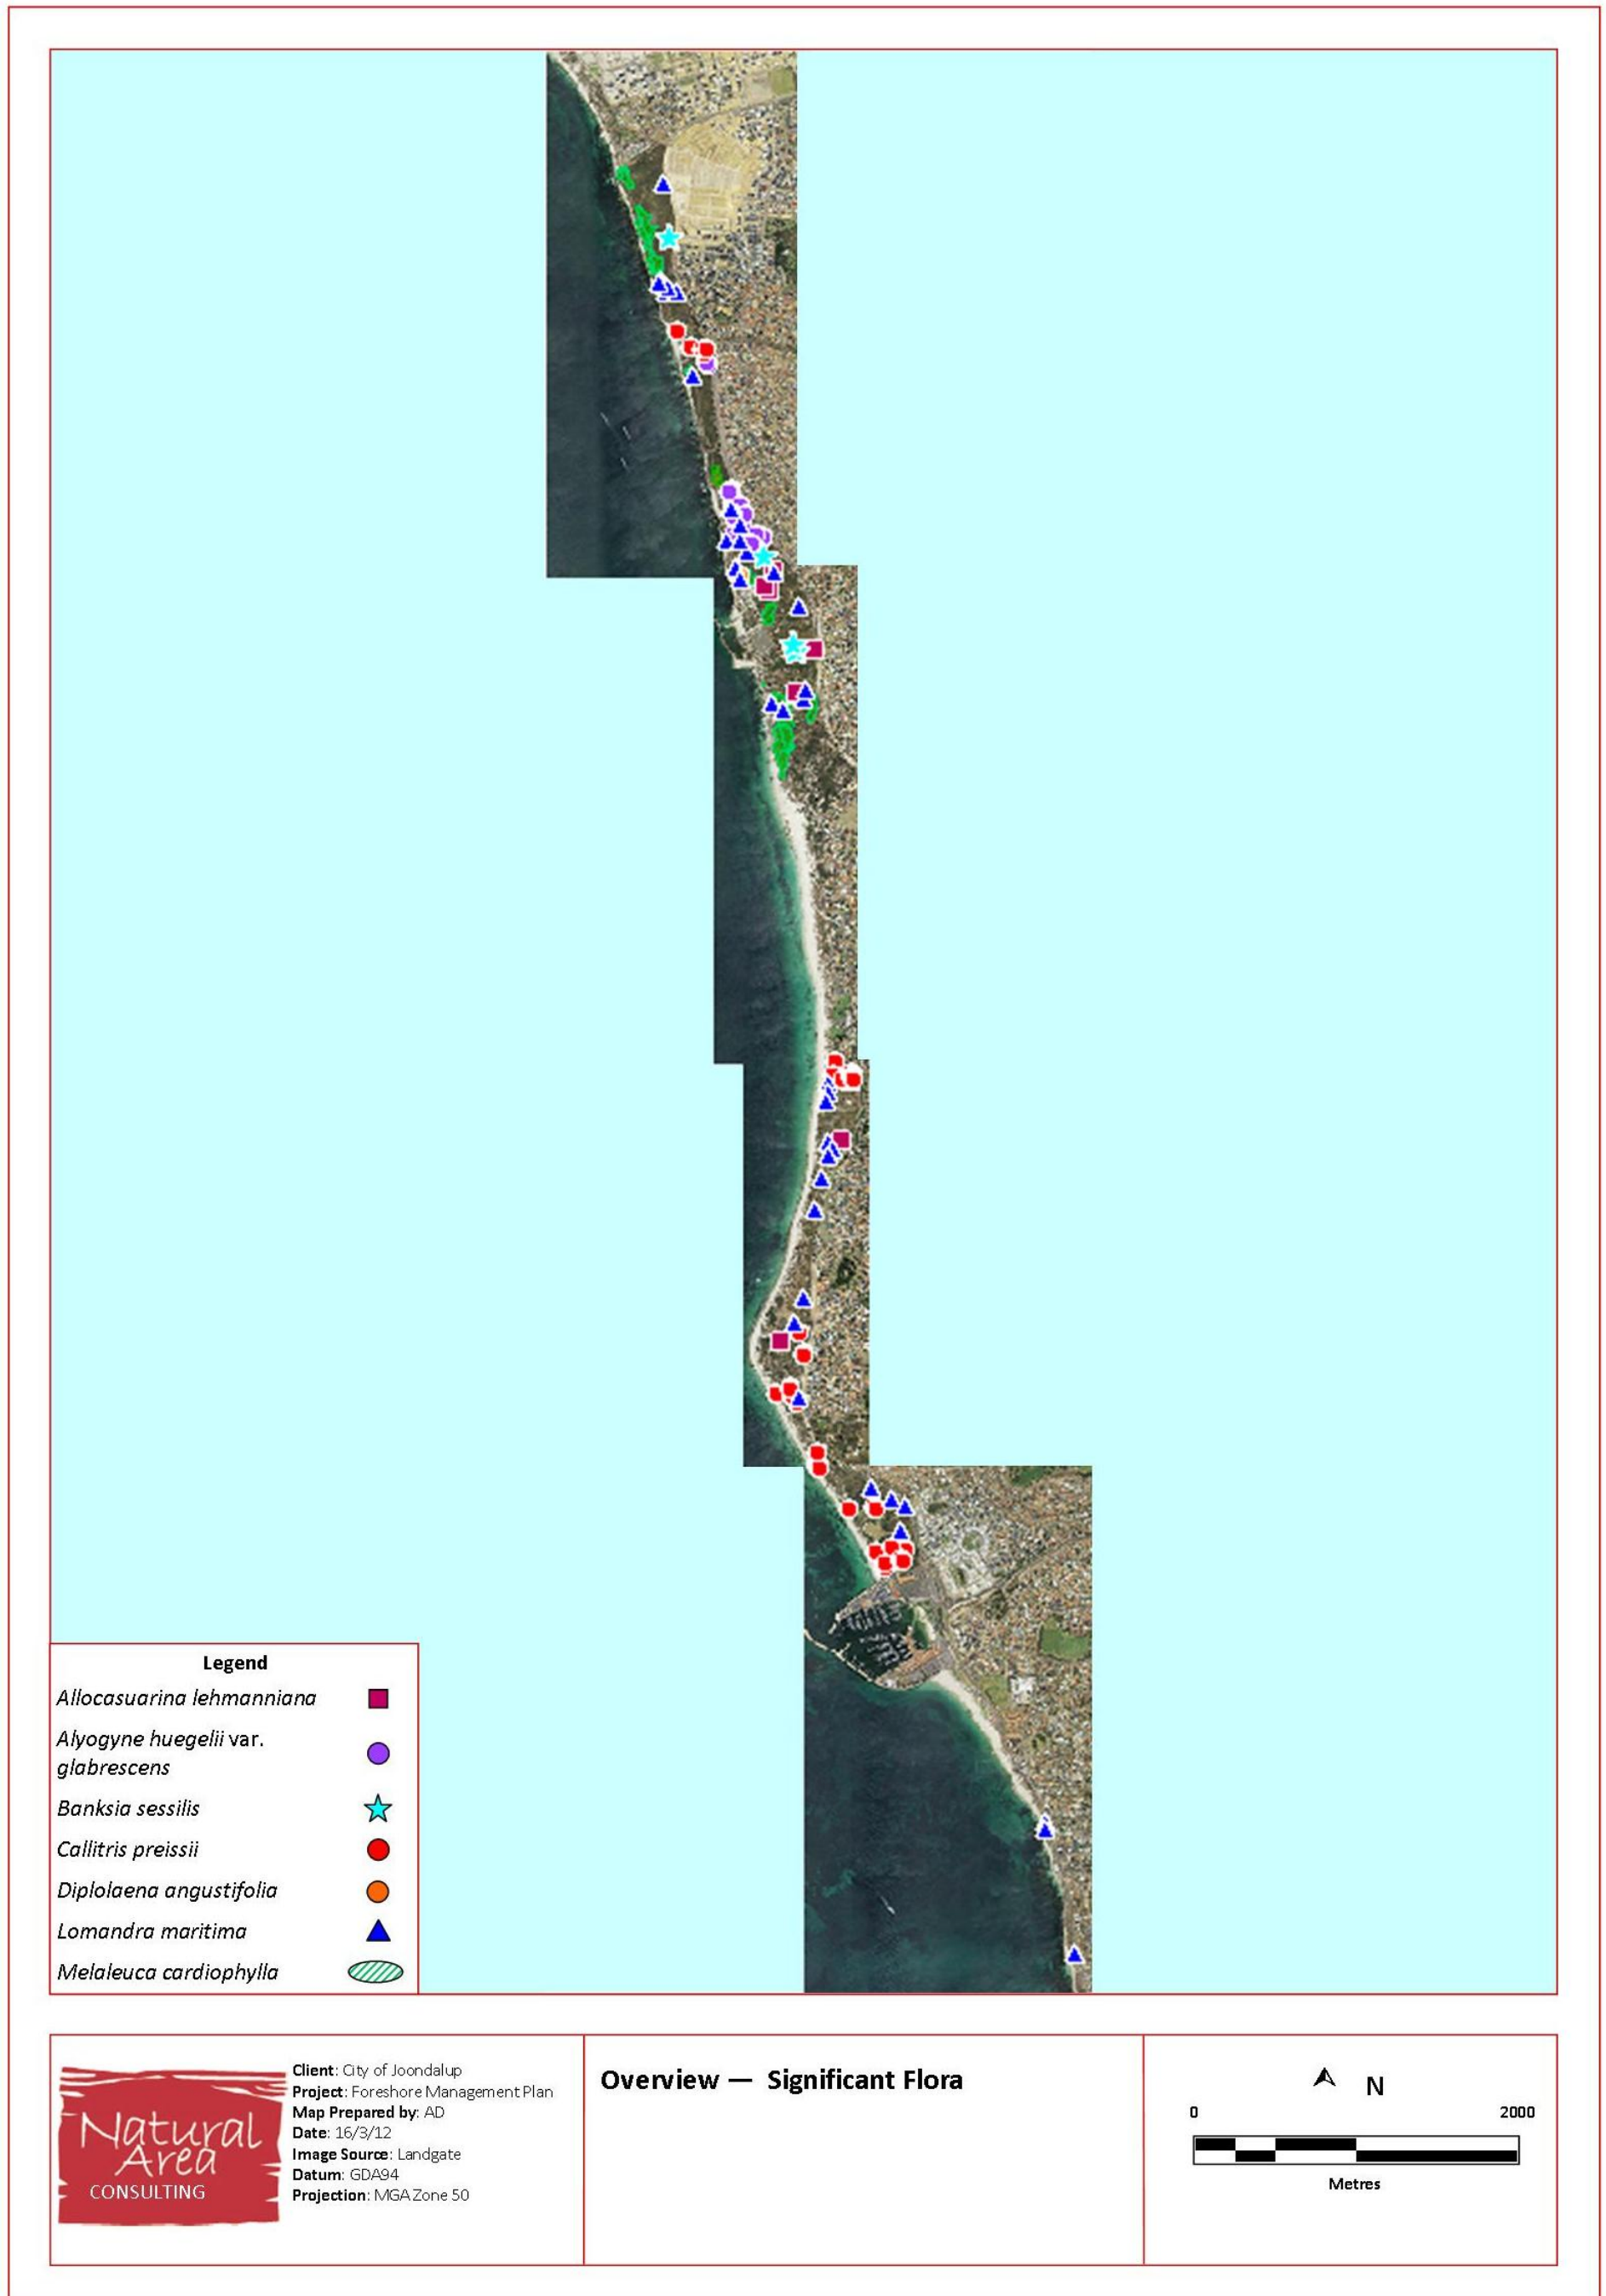 Legend
Allocasuarina lehmanniana
Alyogyne huegelii var.
glabrescens
Banksia sessilis
Callitris preissii
Diplolaena angustifolia
Lomandra maritima
Melaleuca cardiophylla
Natural
Area
CONSULTING
Client: City of Joondalup
Project: Foreshore Management Plan
Map Prepared by: AD
Date: 16/3/12
Image Source: Landgate
Datum: GDA94
Projection: MGA Zone 50
Overview — Significant Flora
N
0 2000
Metres